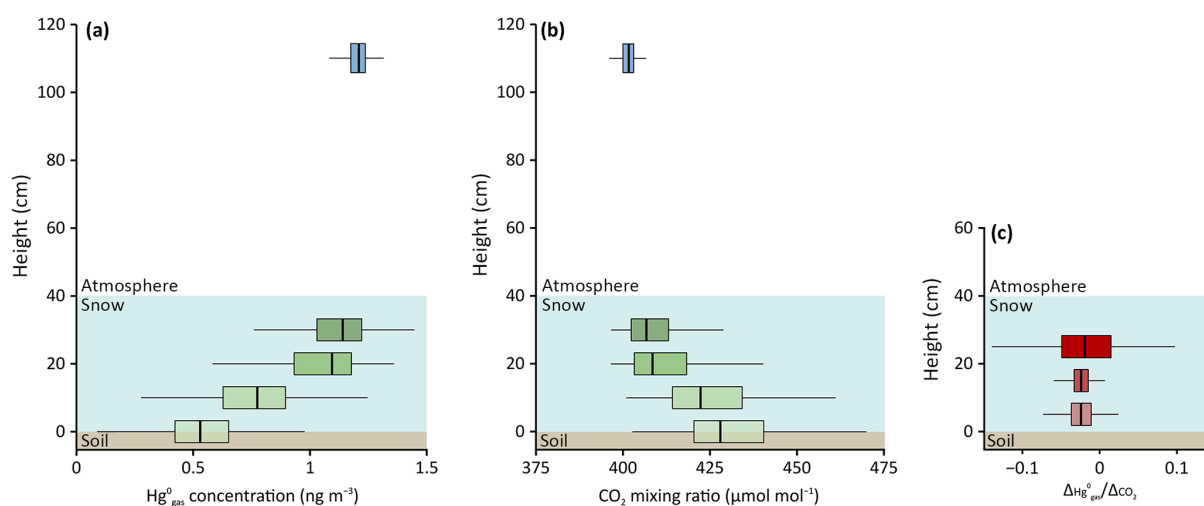 (a)
120
100
80
60
40
20
0
Height (cm)
Atmosphere
Snow
Soil
0 0.5 1 1.5
Hg⁰gas concentration (ng m⁻³)
(b)
120
100
80
60
40
20
0
Height (cm)
Atmosphere
Snow
Soil
375 400 425 450 475
CO₂ mixing ratio (µmol mol⁻¹)
(c)
60
40
20
0
Height (cm)
Atmosphere
Snow
Soil
−0.1 0 0.1
ΔHg⁰gas/ΔCO₂